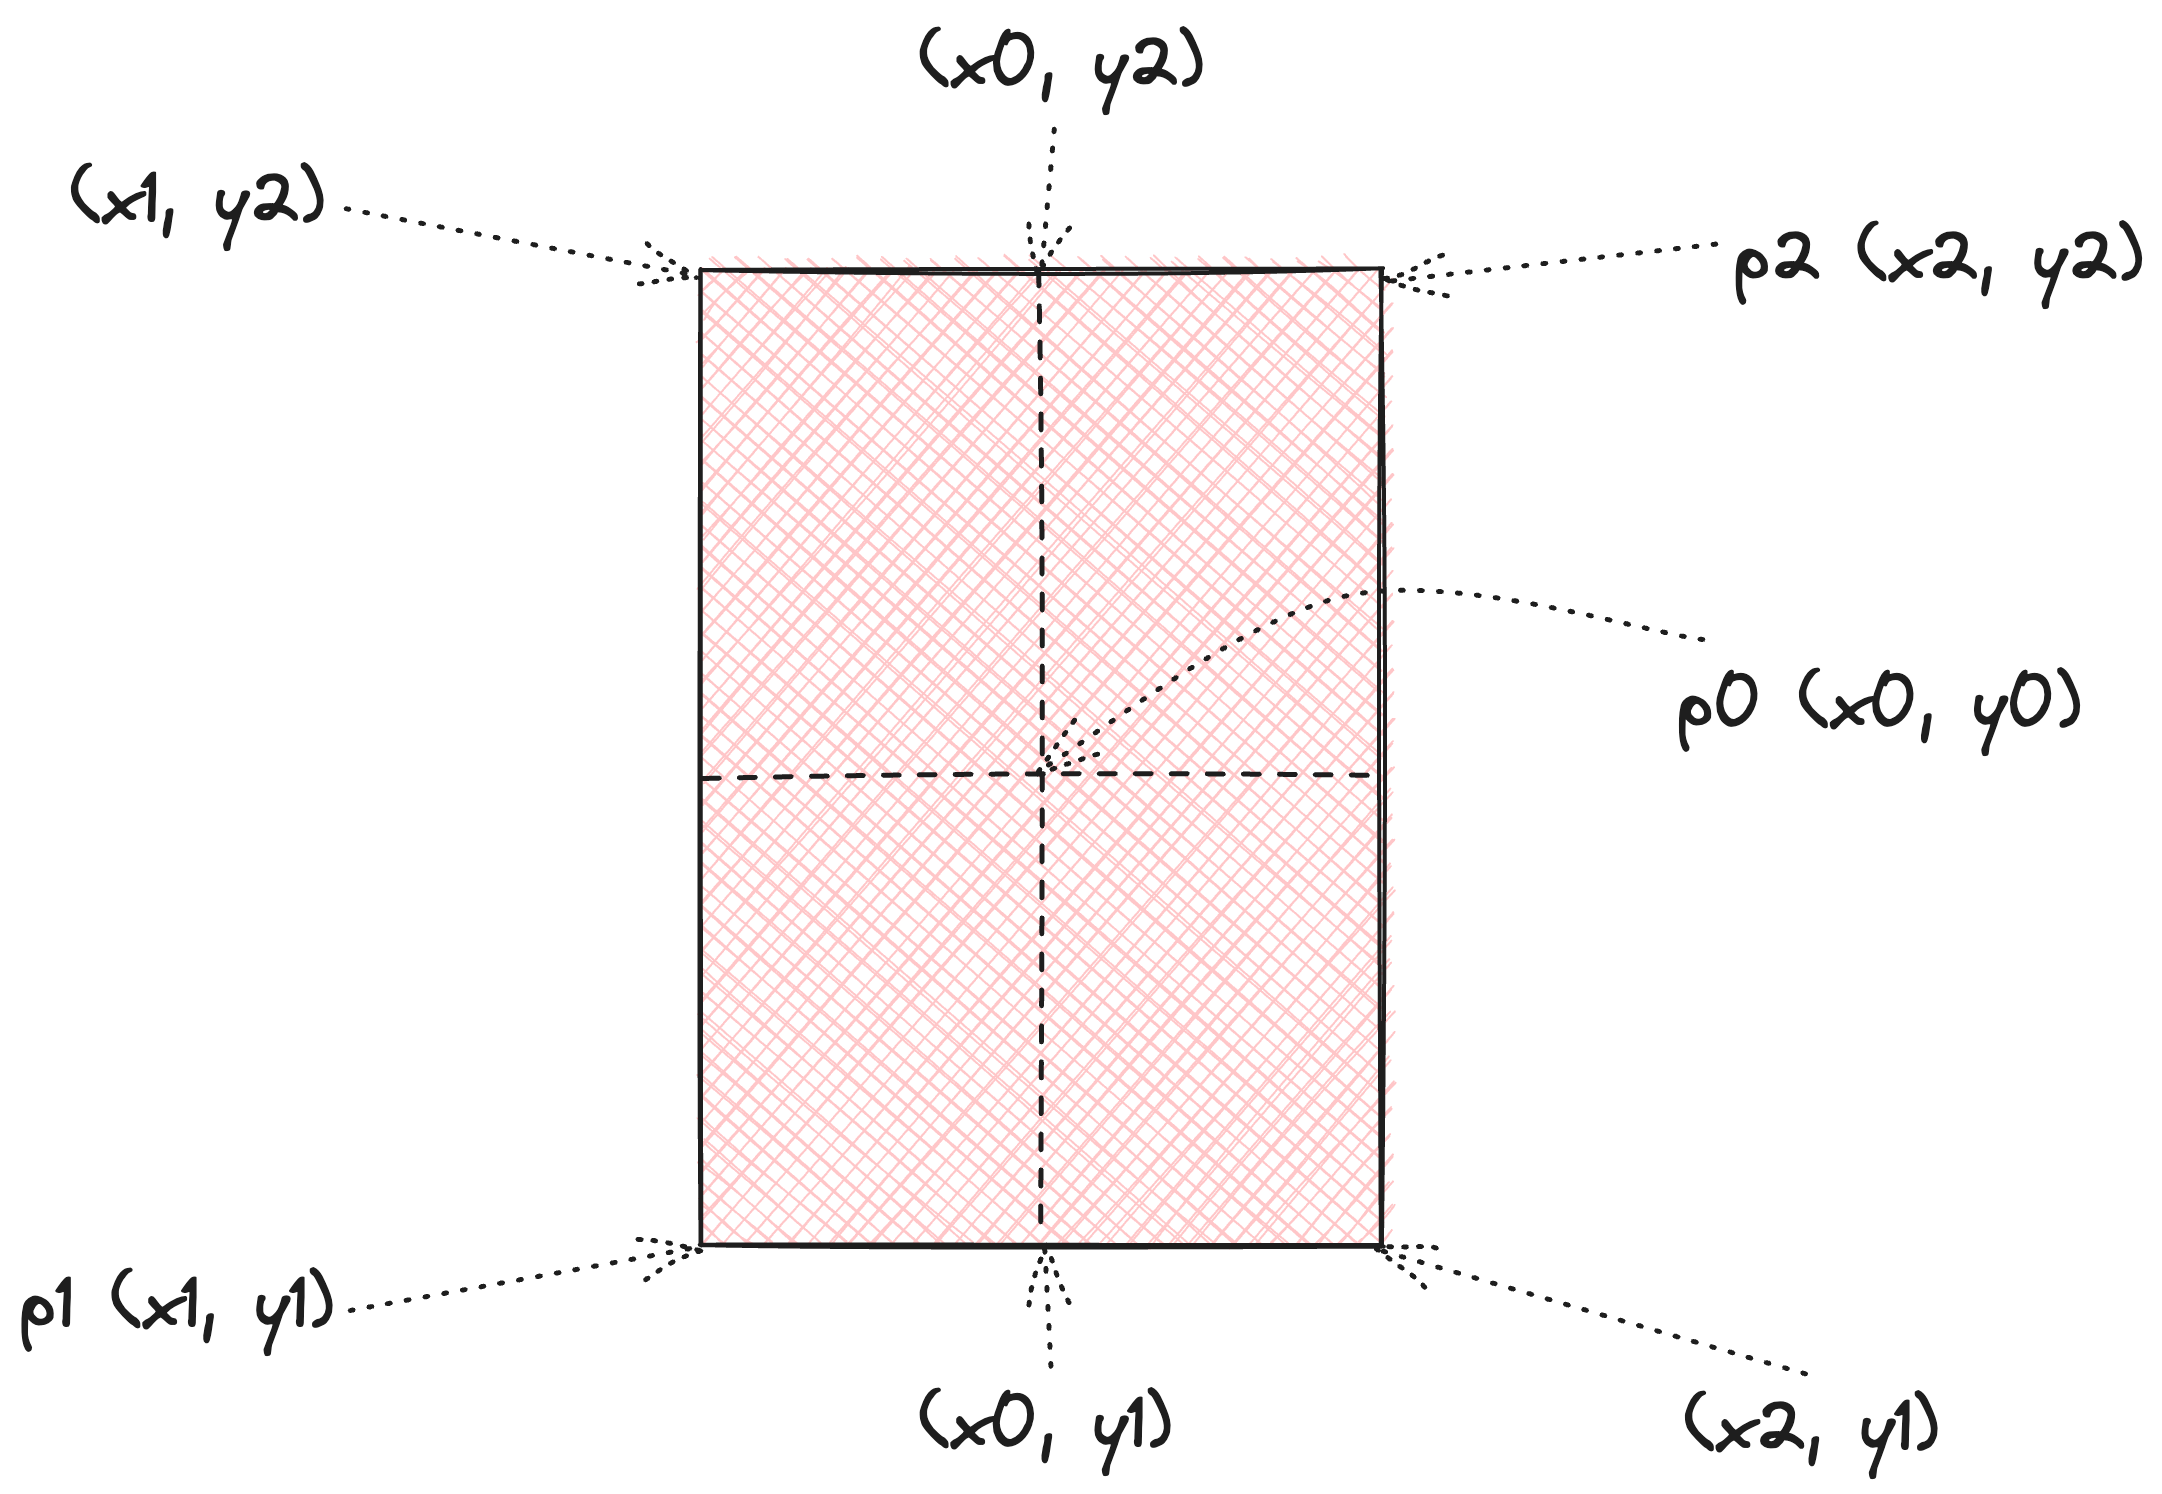 (x0, y2)
(x1, y2)
p2 (x2, y2)
p0 (x0, y0)
p1 (x1, y1)
(x0, y1)
(x2, y1)